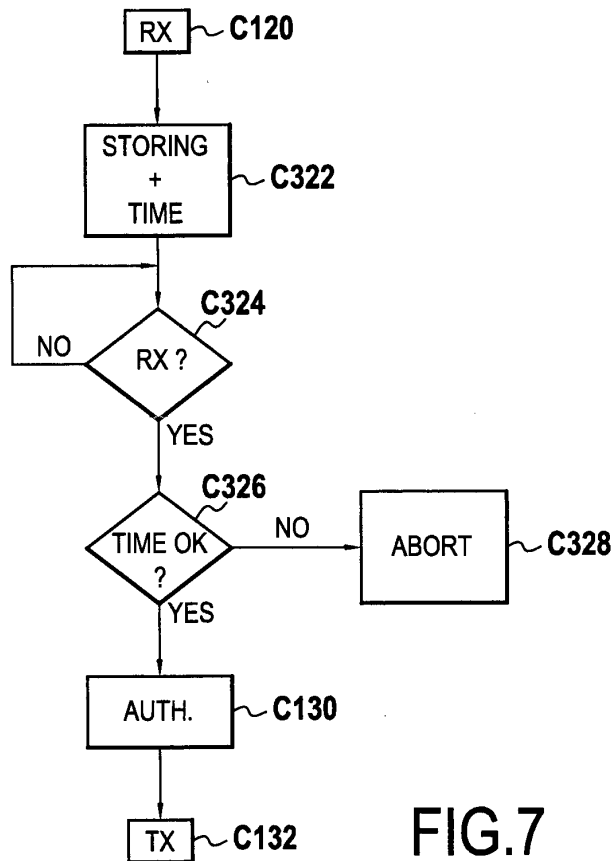 RX C120
STORING
+
TIME
C322
C324
NO
RX ?
YES
C326
TIME OK
?
NO
ABORT
C328
YES
AUTH.
C130
TX C132
FIG.7